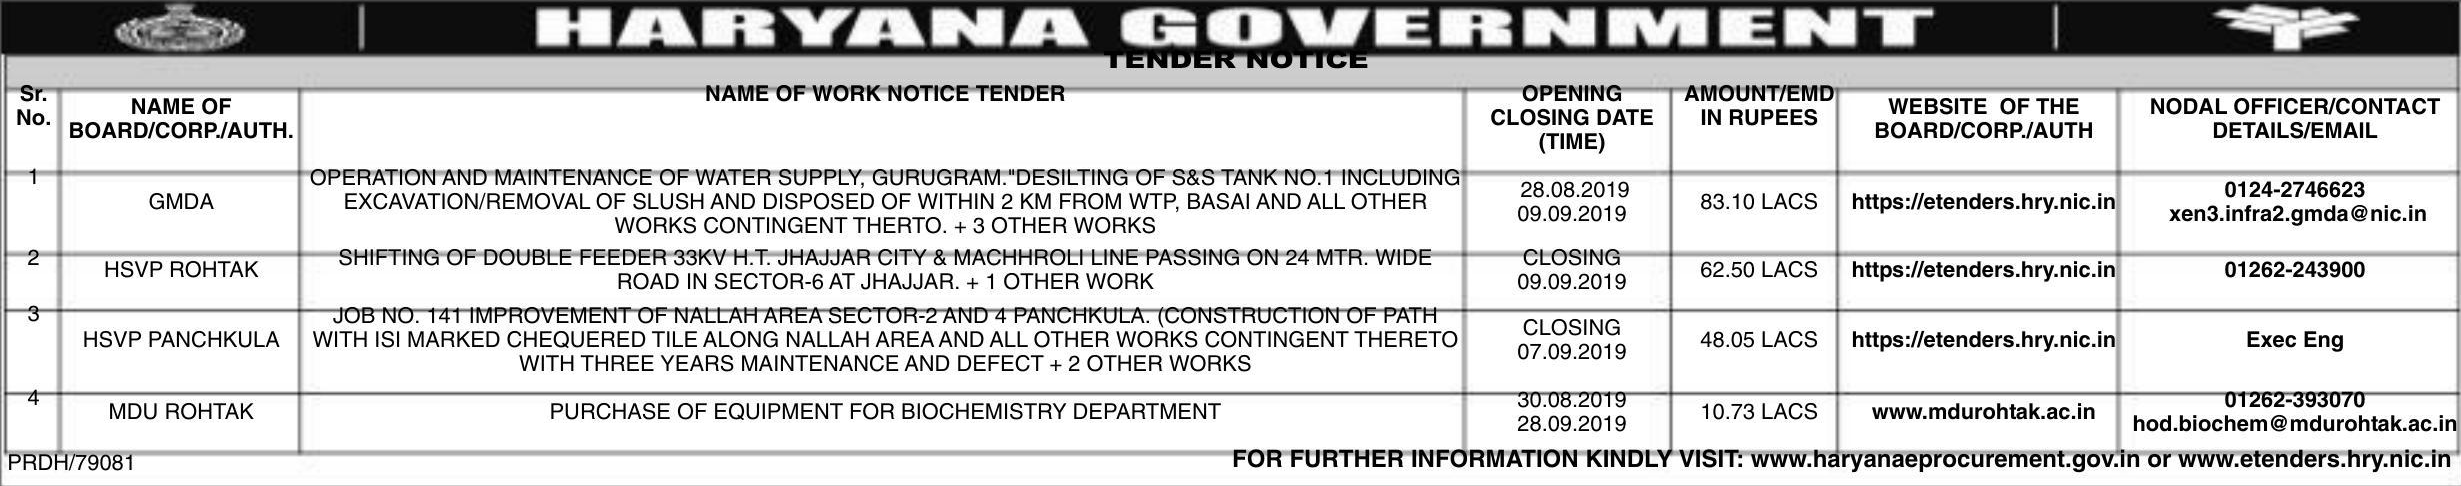 HARYANA GOVERNMENT
TENDER NOTICE
Sr.
No.
NAME OF
BOARD/CORP./AUTH.
NAME OF WORK NOTICE TENDER
OPENING
CLOSING DATE
(TIME)
AMOUNT/EMD
IN RUPEES
WEBSITE OF THE
BOARD/CORP./AUTH
NODAL OFFICER/CONTACT
DETAILS/EMAIL
1
GMDA
OPERATION AND MAINTENANCE OF WATER SUPPLY, GURUGRAM."DESILTING OF S&S TANK NO.1 INCLUDING
EXCAVATION/REMOVAL OF SLUSH AND DISPOSED OF WITHIN 2 KM FROM WTP, BASAI AND ALL OTHER
WORKS CONTINGENT THERTO. + 3 OTHER WORKS
28.08.2019
09.09.2019
83.10 LACS
https://etenders.hry.nic.in
0124-2746623
xen3.infra2.gmda@nic.in
2
HSVP ROHTAK
SHIFTING OF DOUBLE FEEDER 33KV H.T. JHAJJAR CITY & MACHHROLI LINE PASSING ON 24 MTR. WIDE
ROAD IN SECTOR-6 AT JHAJJAR. + 1 OTHER WORK
CLOSING
09.09.2019
62.50 LACS
https://etenders.hry.nic.in
01262-243900
3
HSVP PANCHKULA
JOB NO. 141 IMPROVEMENT OF NALLAH AREA SECTOR-2 AND 4 PANCHKULA. (CONSTRUCTION OF PATH
WITH ISI MARKED CHEQUERED TILE ALONG NALLAH AREA AND ALL OTHER WORKS CONTINGENT THERETO
WITH THREE YEARS MAINTENANCE AND DEFECT + 2 OTHER WORKS
CLOSING
07.09.2019
48.05 LACS
https://etenders.hry.nic.in
Exec Eng
4
MDU ROHTAK
PURCHASE OF EQUIPMENT FOR BIOCHEMISTRY DEPARTMENT
30.08.2019
28.09.2019
10.73 LACS
www.mdurohtak.ac.in
01262-393070
hod.biochem@mdurohtak.ac.in
PRDH/79081
FOR FURTHER INFORMATION KINDLY VISIT: www.haryanaeprocurement.gov.in or www.etenders.hry.nic.in